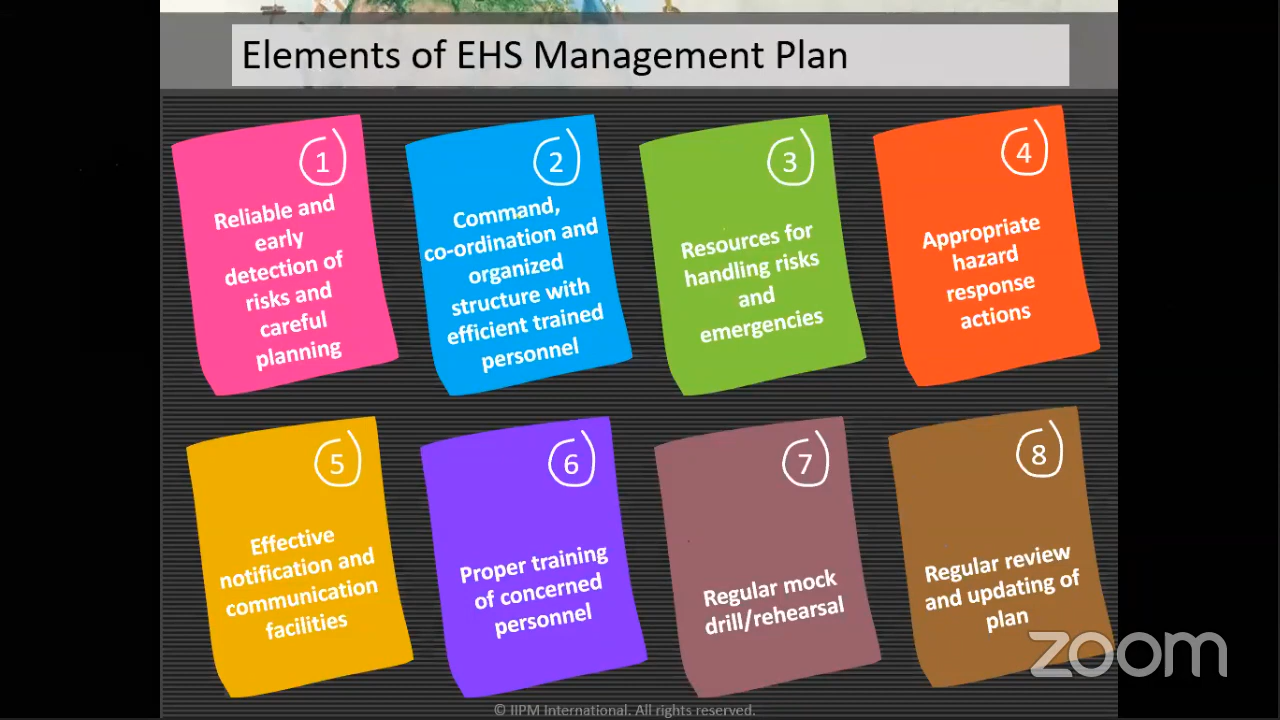 Elements of EHS Management Plan
1
Reliable and
early
detection of
risks and
careful
planning
2
Command,
co-ordination and
organized
structure with
efficient trained
personnel
3
Resources for
handling risks
and
emergencies
4
Appropriate
hazard
response
actions
5
Effective
notification and
communication
facilities
6
Proper training
of concerned
personnel
7
Regular mock
drill/rehearsal
8
Regular review
and updating of
plan
zoom
© IIPM International. All rights reserved.